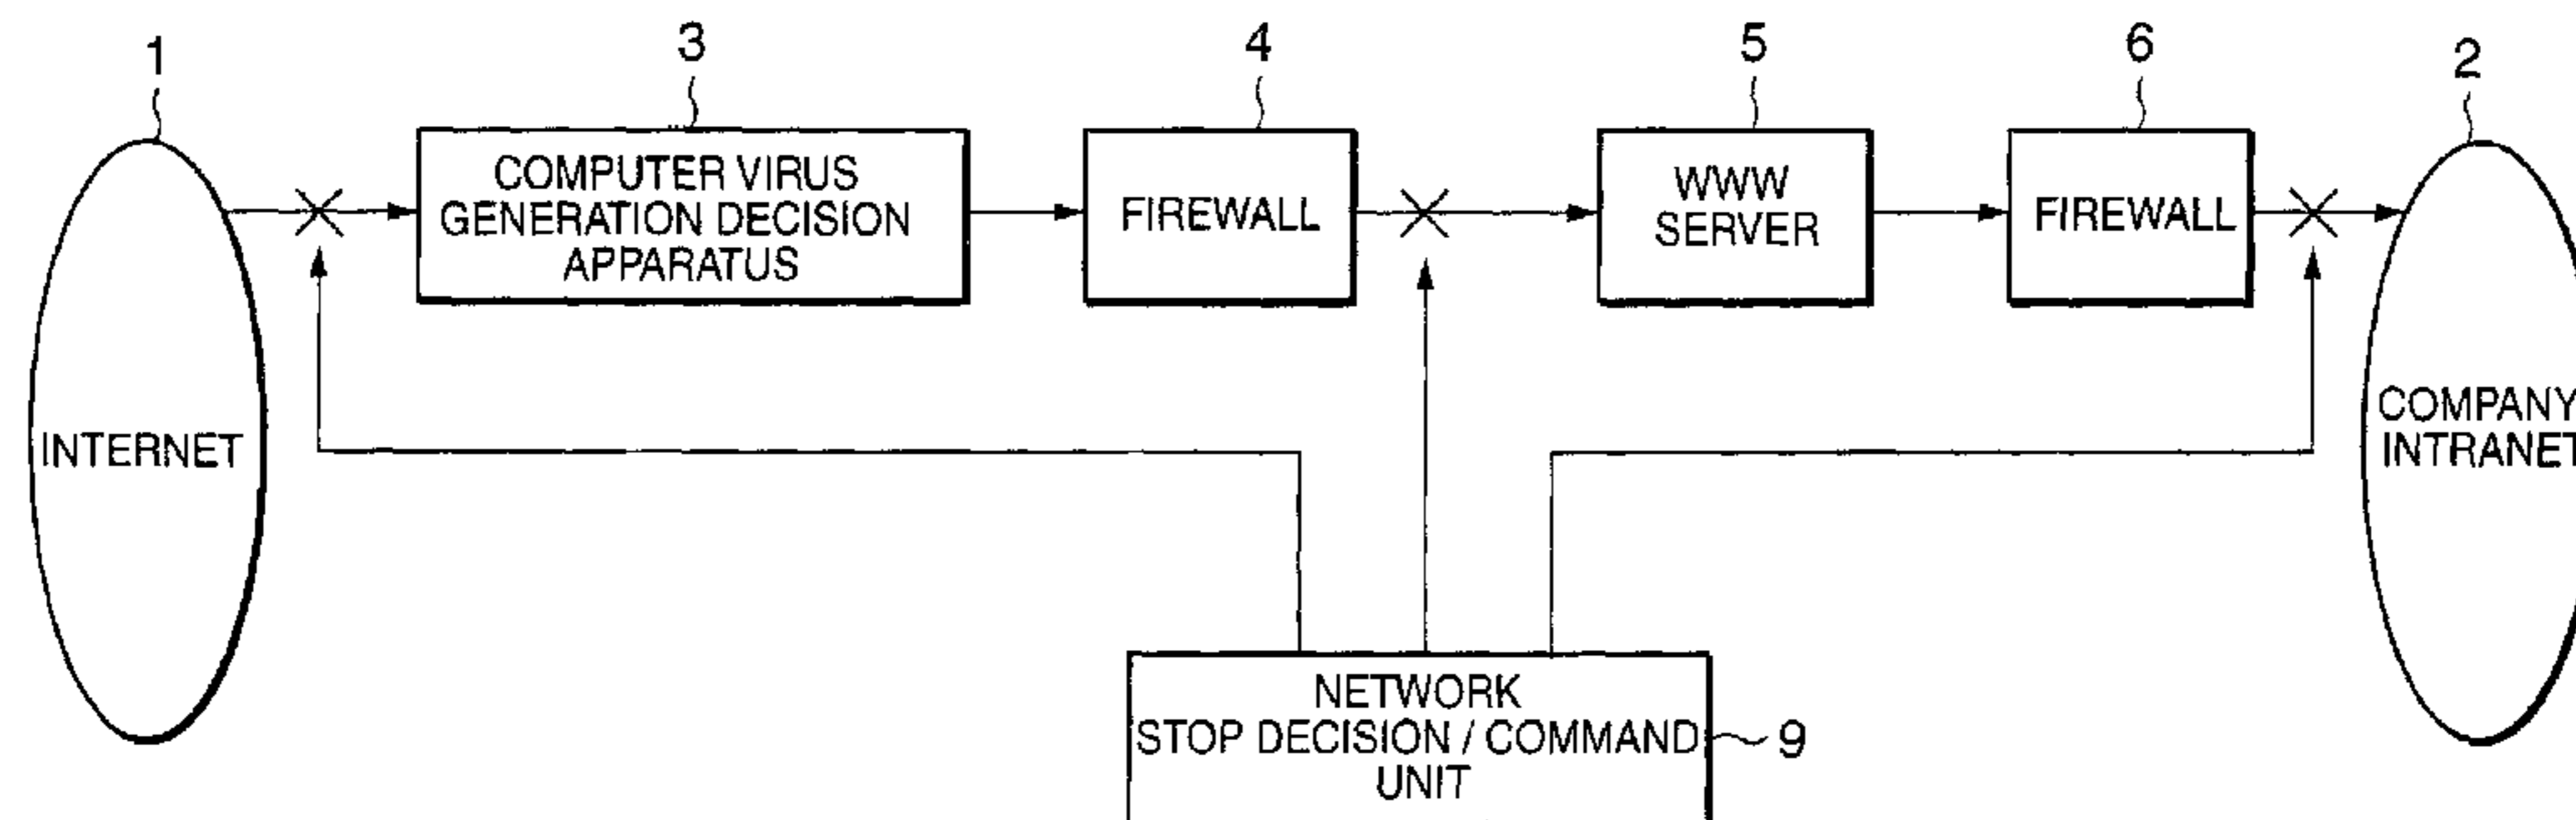 1
3
4
5
6
2
COMPUTER VIRUS
GENERATION DECISION
APPARATUS
FIREWALL
WWW
SERVER
FIREWALL
INTERNET
COMPANY
INTRANET
NETWORK
STOP DECISION / COMMAND
UNIT
9